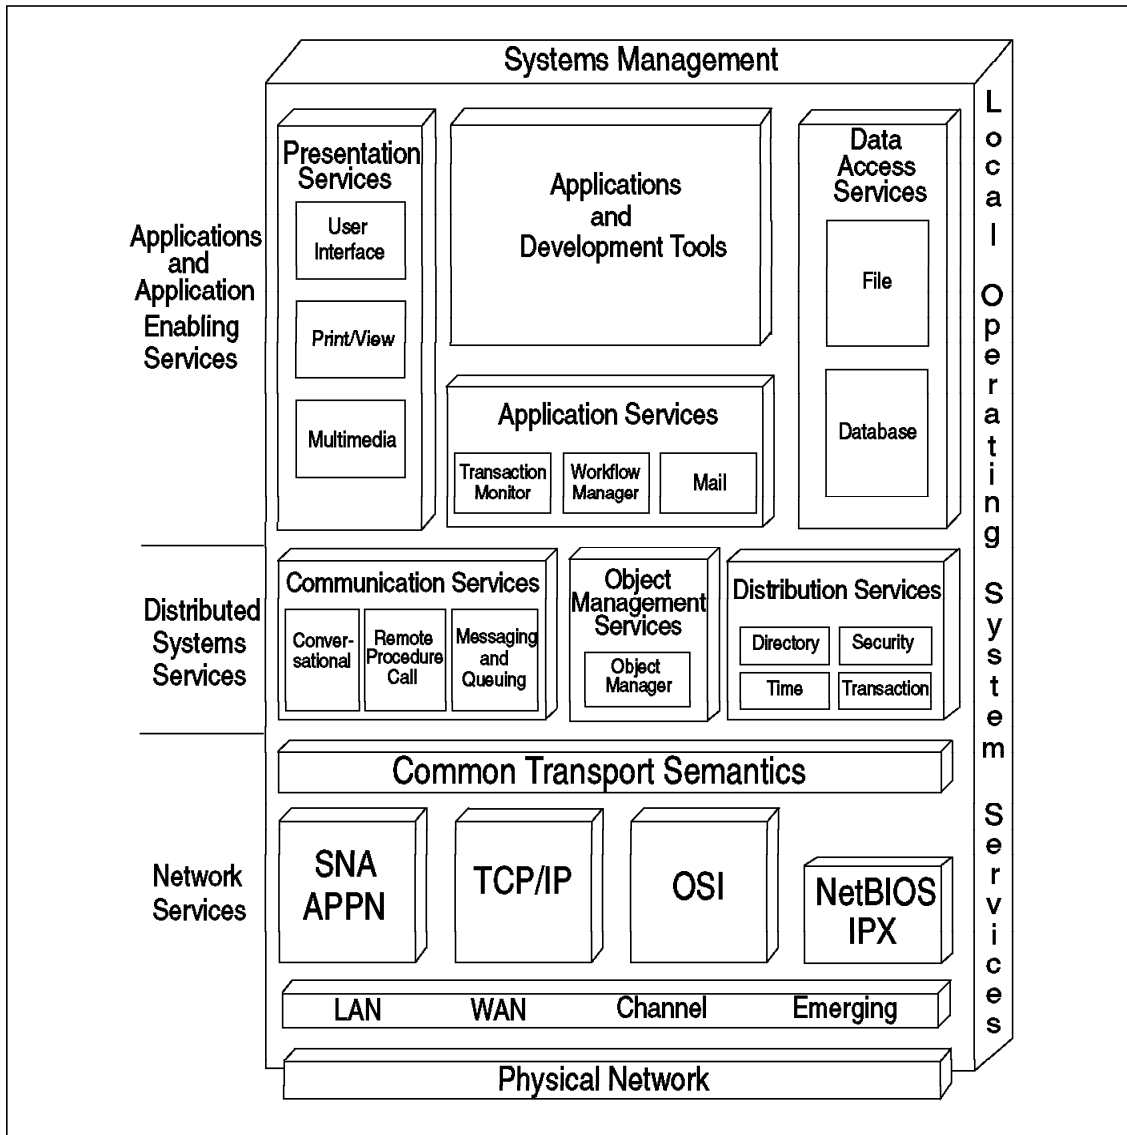 Systems Management
Local Operating System Services
Applications
and
Application
Enabling
Services
Presentation
Services
User
Interface
Print/View
Multimedia
Applications
and
Development Tools
Application Services
Transaction
Monitor
Workflow
Manager
Mail
Data
Access
Services
File
Database
Distributed
Systems
Services
Communication Services
Conver-
sational
Remote
Procedure
Call
Messaging
and
Queuing
Object
Management
Services
Object
Manager
Distribution Services
Directory
Security
Time
Transaction
Network
Services
Common Transport Semantics
SNA
APPN
TCP/IP
OSI
NetBIOS
IPX
LAN WAN Channel Emerging
Physical Network